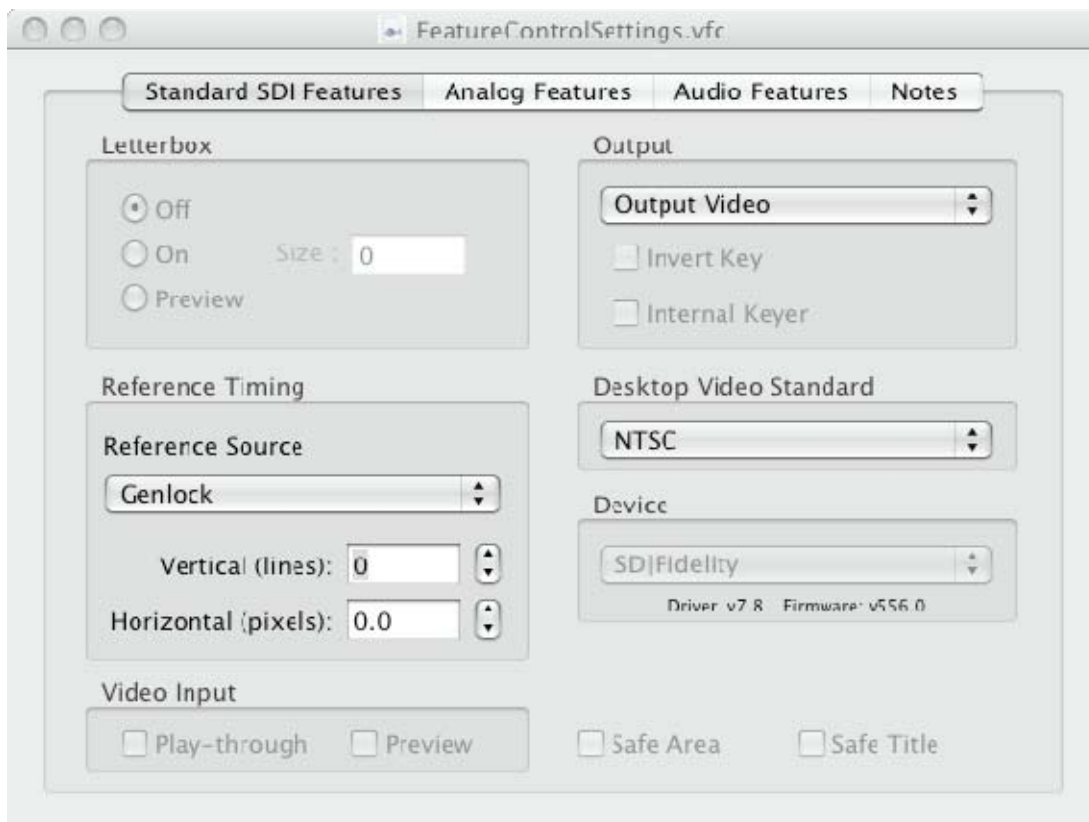 FeatureControlSettings.vfc
Standard SDI Features
Analog Features
Audio Features
Notes
Letterbox
Off
On
Size :
0
Preview
Output
Output Video
Invert Key
Internal Keyer
Reference Timing
Reference Source
Genlock
Vertical (lines):
0
Horizontal (pixels):
0.0
Desktop Video Standard
NTSC
Device
SD|Fidelity
Driver v7.8 Firmware: v556.0
Video Input
Play-through
Preview
Safe Area
Safe Title